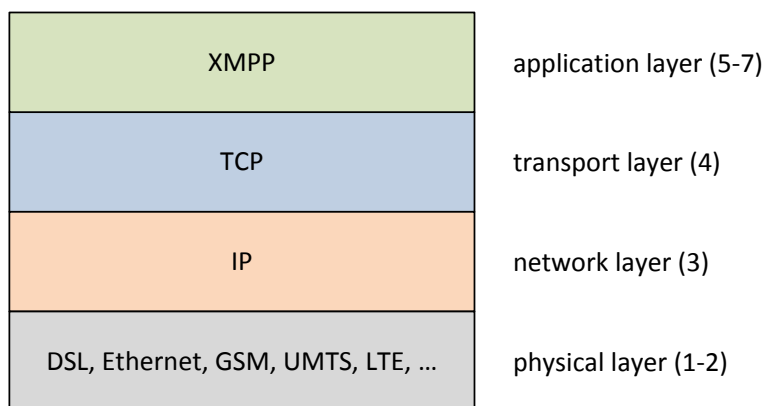 XMPP application layer (5-7)
TCP transport layer (4)
IP network layer (3)
DSL, Ethernet, GSM, UMTS, LTE, ... physical layer (1-2)